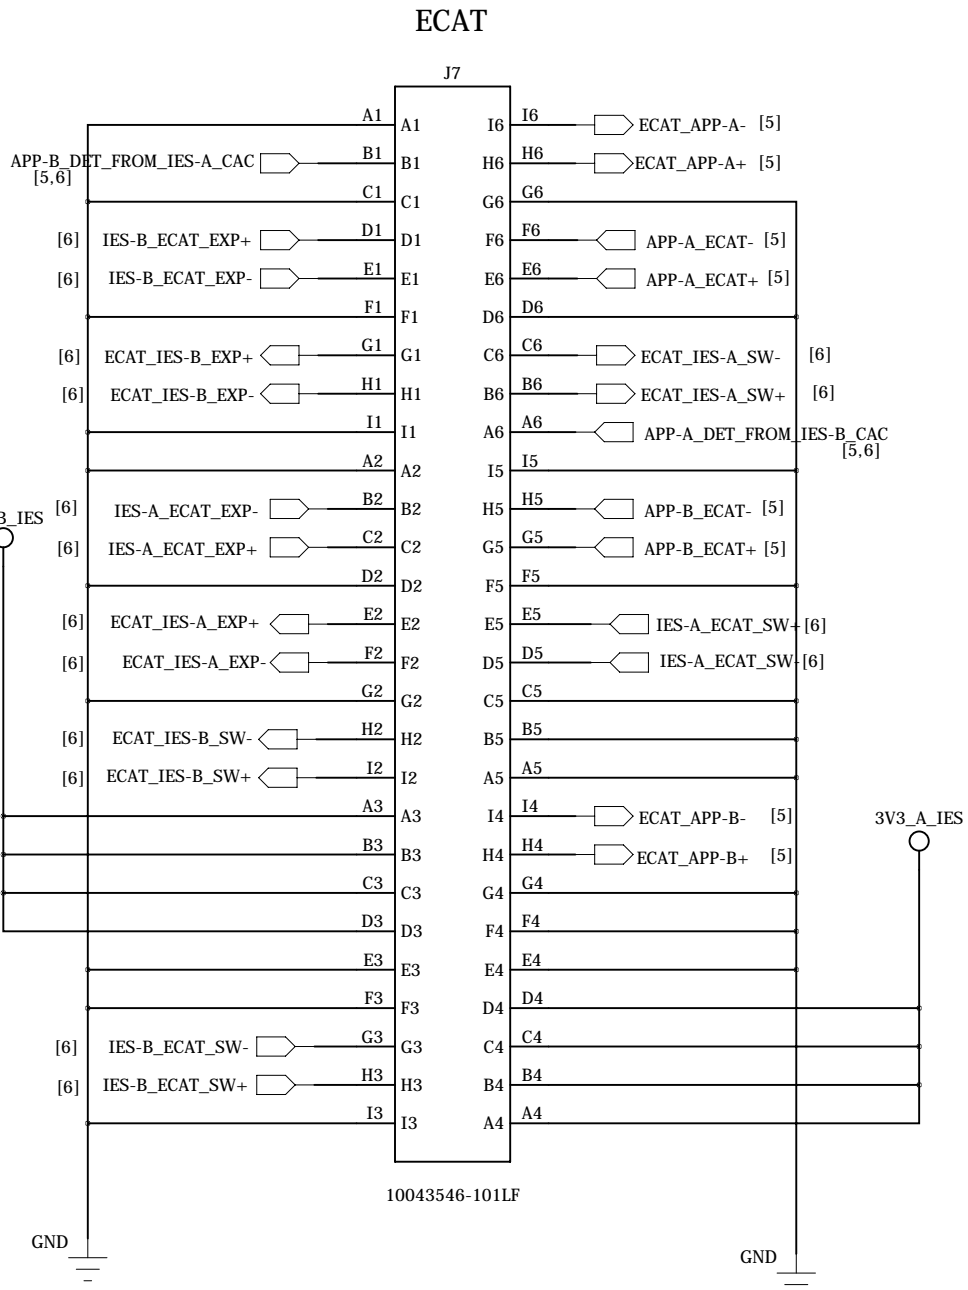 ECAT
J7
A1 A1 I6 I6 ECAT_APP-A- [5]
APP-B_DET_FROM_IES-A_CAC B1 B1 H6 H6 ECAT_APP-A+ [5]
[5,6]
C1 C1 G6 G6
[6] IES-B_ECAT_EXP+ D1 D1 F6 F6 APP-A_ECAT- [5]
[6] IES-B_ECAT_EXP- E1 E1 E6 E6 APP-A_ECAT+ [5]
F1 F1 D6 D6
[6] ECAT_IES-B_EXP+ G1 G1 C6 C6 ECAT_IES-A_SW- [6]
[6] ECAT_IES-B_EXP- H1 H1 B6 B6 ECAT_IES-A_SW+ [6]
I1 I1 A6 A6 APP-A_DET_FROM_IES-B_CAC
[5,6]
A2 A2 I5 I5
B_IES [6] IES-A_ECAT_EXP- B2 B2 H5 H5 APP-B_ECAT- [5]
[6] IES-A_ECAT_EXP+ C2 C2 G5 G5 APP-B_ECAT+ [5]
D2 D2 F5 F5
[6] ECAT_IES-A_EXP+ E2 E2 E5 E5 IES-A_ECAT_SW+ [6]
[6] ECAT_IES-A_EXP- F2 F2 D5 D5 IES-A_ECAT_SW- [6]
G2 G2 C5 C5
[6] ECAT_IES-B_SW- H2 H2 B5 B5
[6] ECAT_IES-B_SW+ I2 I2 A5 A5
A3 A3 I4 I4 ECAT_APP-B- [5] 3V3_A_IES
B3 B3 H4 H4 ECAT_APP-B+ [5]
C3 C3 G4 G4
D3 D3 F4 F4
E3 E3 E4 E4
F3 F3 D4 D4
[6] IES-B_ECAT_SW- G3 G3 C4 C4
[6] IES-B_ECAT_SW+ H3 H3 B4 B4
I3 I3 A4 A4
10043546-101LF
GND GND